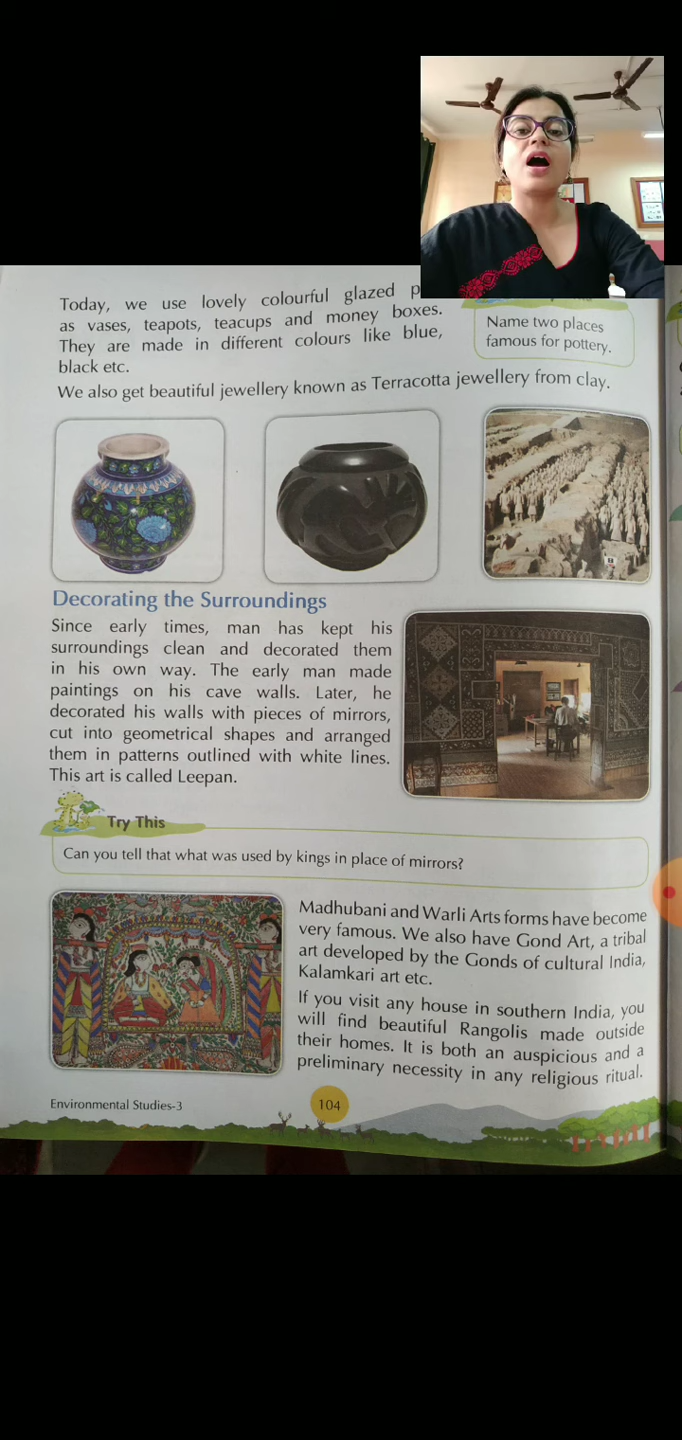 Today, we use lovely colourful glazed
as vases, teapots, teacups and money boxes.
They are made in different colours like blue,
black etc.
We also get beautiful jewellery known as Terracotta jewellery from clay.
Name two places
famous for pottery.
Decorating the Surroundings
Since early times, man has kept his
surroundings clean and decorated them
in his own way. The early man made
paintings on his cave walls. Later, he
decorated his walls with pieces of mirrors,
cut into geometrical shapes and arranged
them in patterns outlined with white lines.
This art is called Leepan.
Try This
Can you tell that what was used by kings in place of mirrors?
Madhubani and Warli Arts forms have become
very famous. We also have Gond Art, a tribal
art developed by the Gonds of cultural India,
Kalamkari art etc.
If you visit any house in southern India, you
will find beautiful Rangolis made outside
their homes. It is both an auspicious and a
preliminary necessity in any religious ritual.
Environmental Studies-3
104